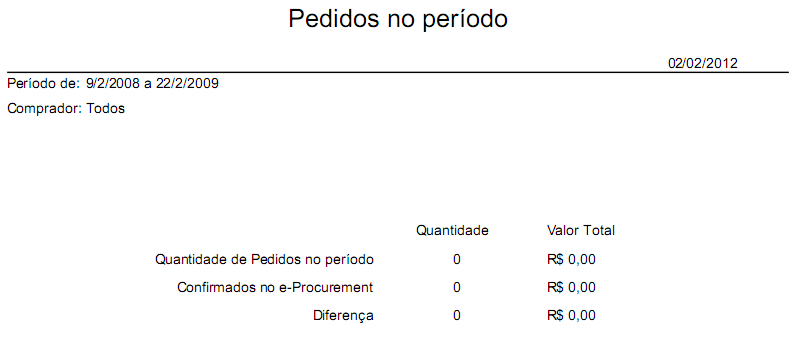 Pedidos no período
02/02/2012
Período de: 9/2/2008 a 22/2/2009
Comprador: Todos
Quantidade Valor Total
Quantidade de Pedidos no período 0 R$ 0,00
Confirmados no e-Procurement 0 R$ 0,00
Diferença 0 R$ 0,00